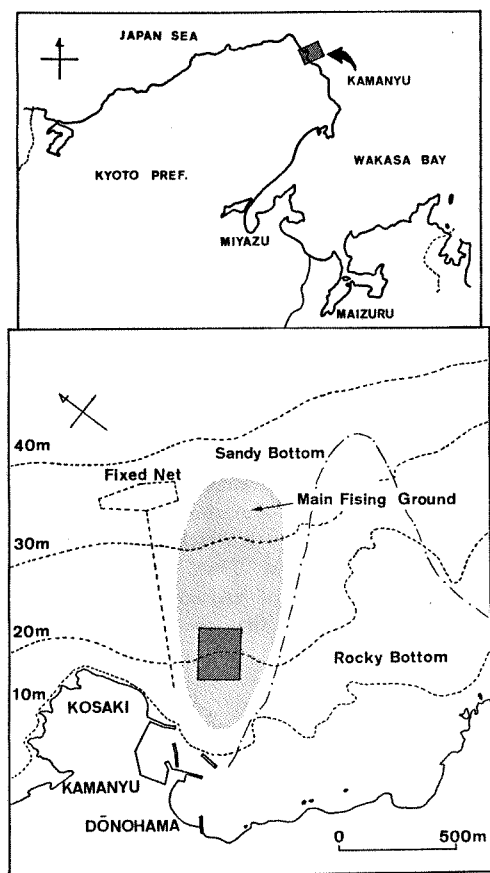 JAPAN SEA
KAMANYU
WAKASA BAY
KYOTO PREF.
MIYAZU
MAIZURU
40m
Sandy Bottom
Fixed Net
Main Fising Ground
30m
20m
Rocky Bottom
10m
KOSAKI
KAMANYU
DŌNOHAMA
0 500m